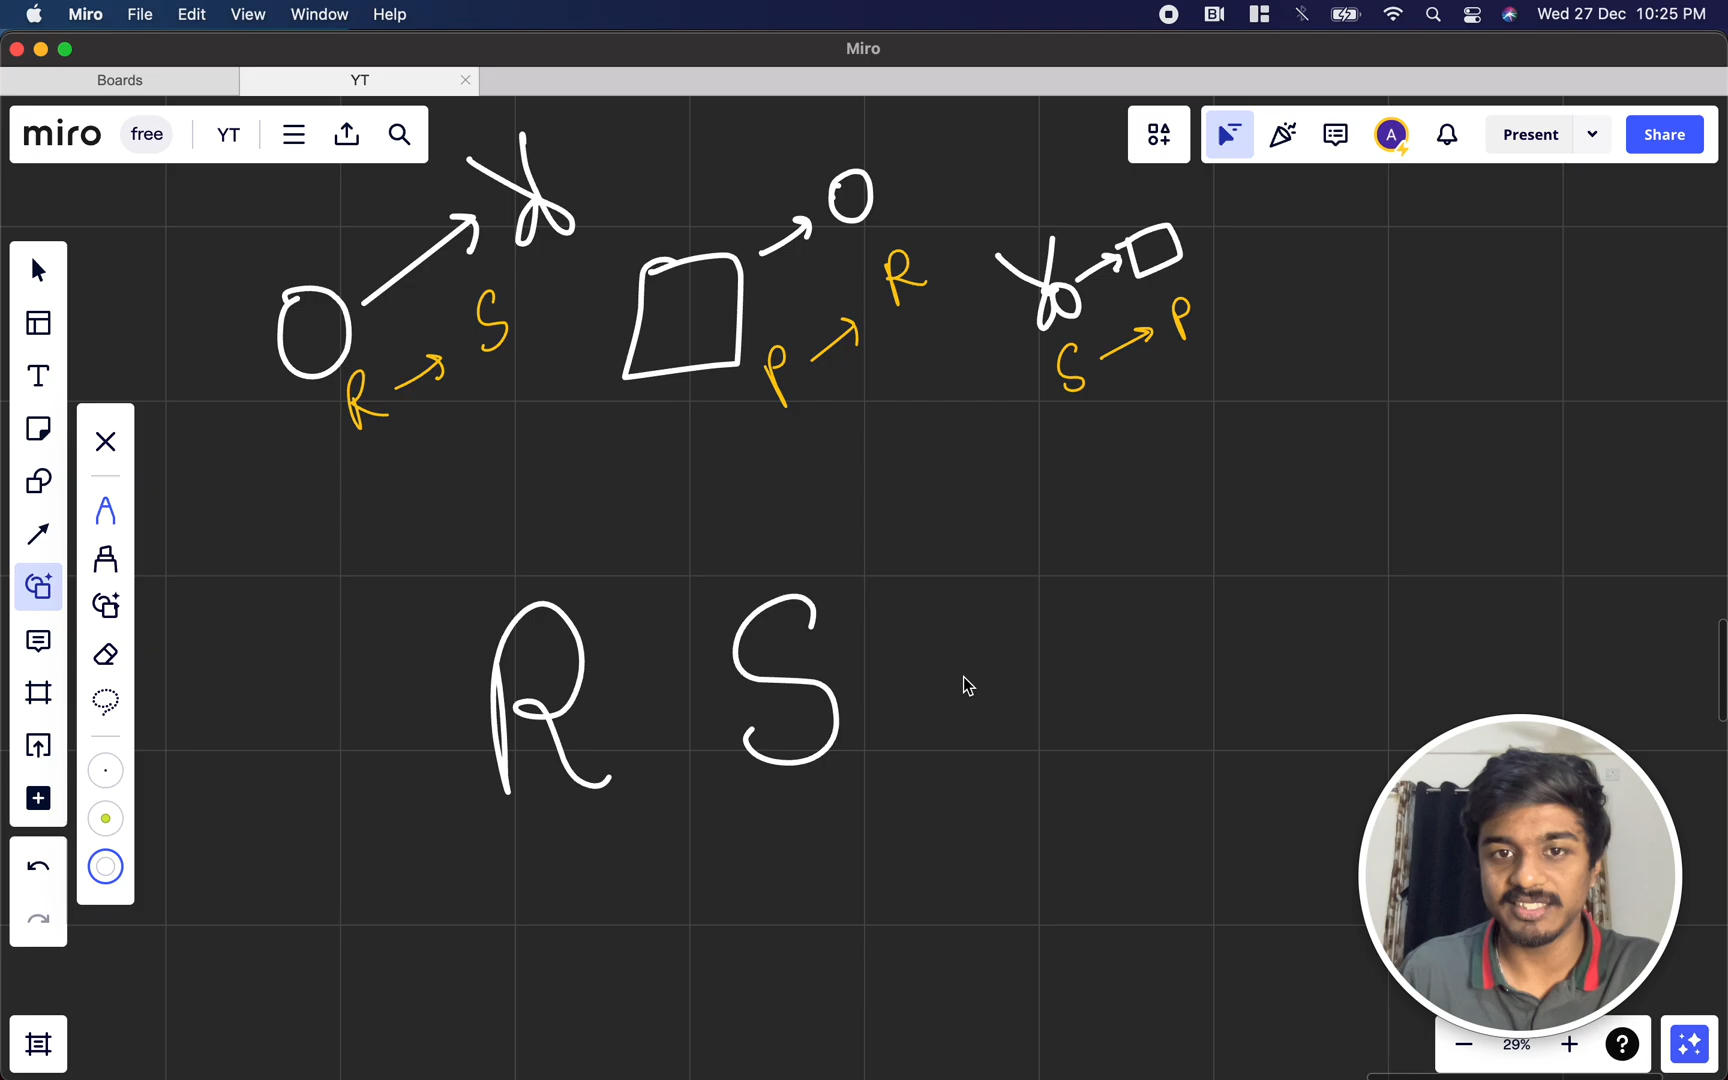 Miro File Edit View Window Help Wed 27 Dec 10:25 PM
Miro
Boards YT
miro free YT Present Share
A
R → S
P → R
S → P
R S
29%